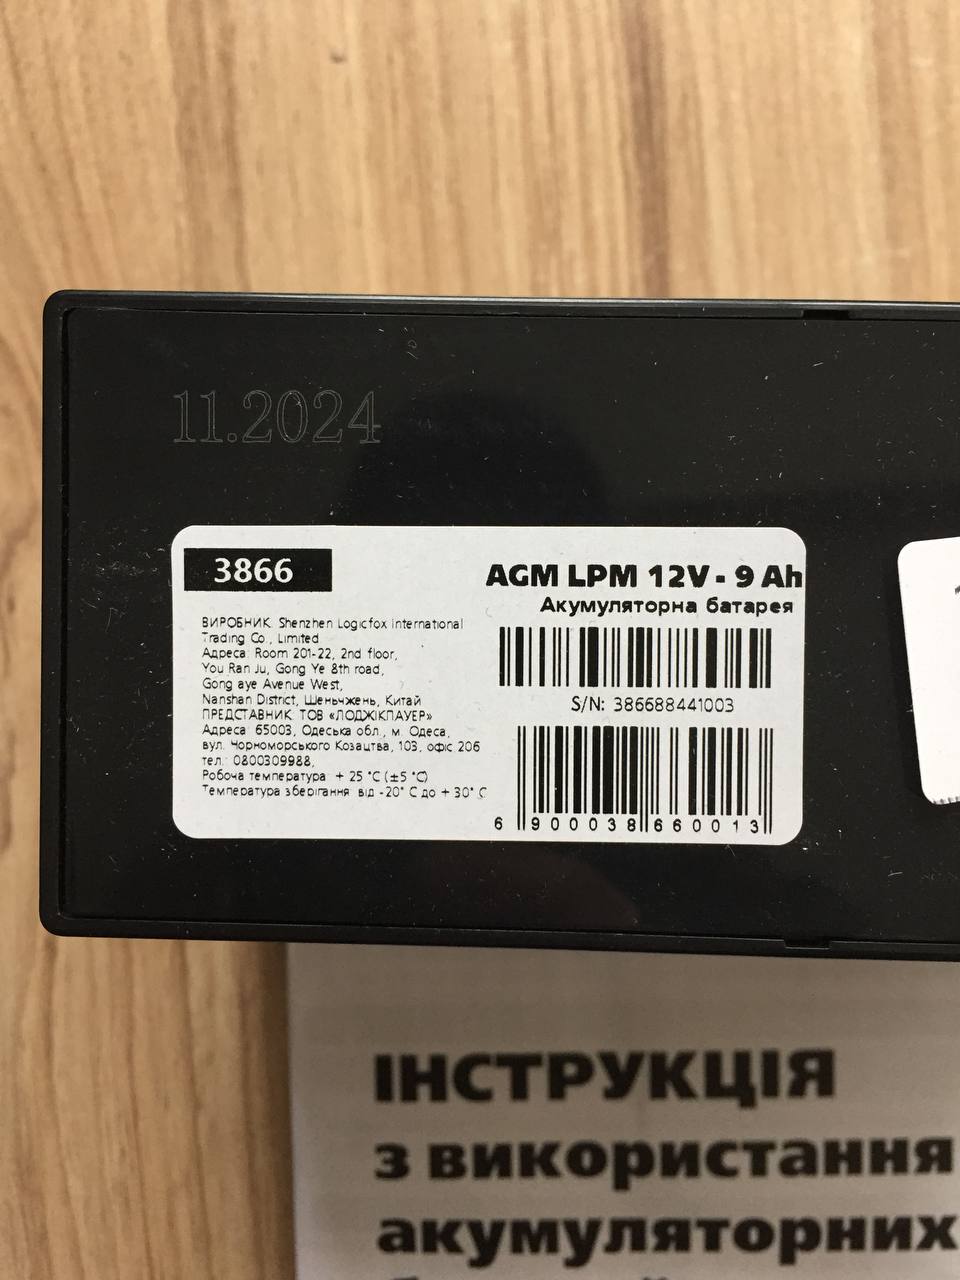 11.2024
3866
AGM LPM 12V - 9 Ah
Акумуляторна батарея
ВИРОБНИК: Shenzhen Logicfox International
Trading Co., Limited
Адреса: Room 201-22, 2nd floor,
You Ran Ju, Gong Ye 8th road,
Gong aye Avenue West,
Nanshan District, Шеньчжень, Китай
ПРЕДСТАВНИК: ТОВ «ЛОДЖІКПАУЕР»
Адреса: 65003, Одеська обл., м. Одеса,
вул. Чорноморського Козацтва, 103, офіс 206
тел.: 0800309988,
Робоча температура: + 25 °C (±5 °C)
Температура зберігання: від -20° C до + 30° C
S/N: 386688441003
6 900038 660013
ІНСТРУКЦІЯ
з використання
акумуляторних